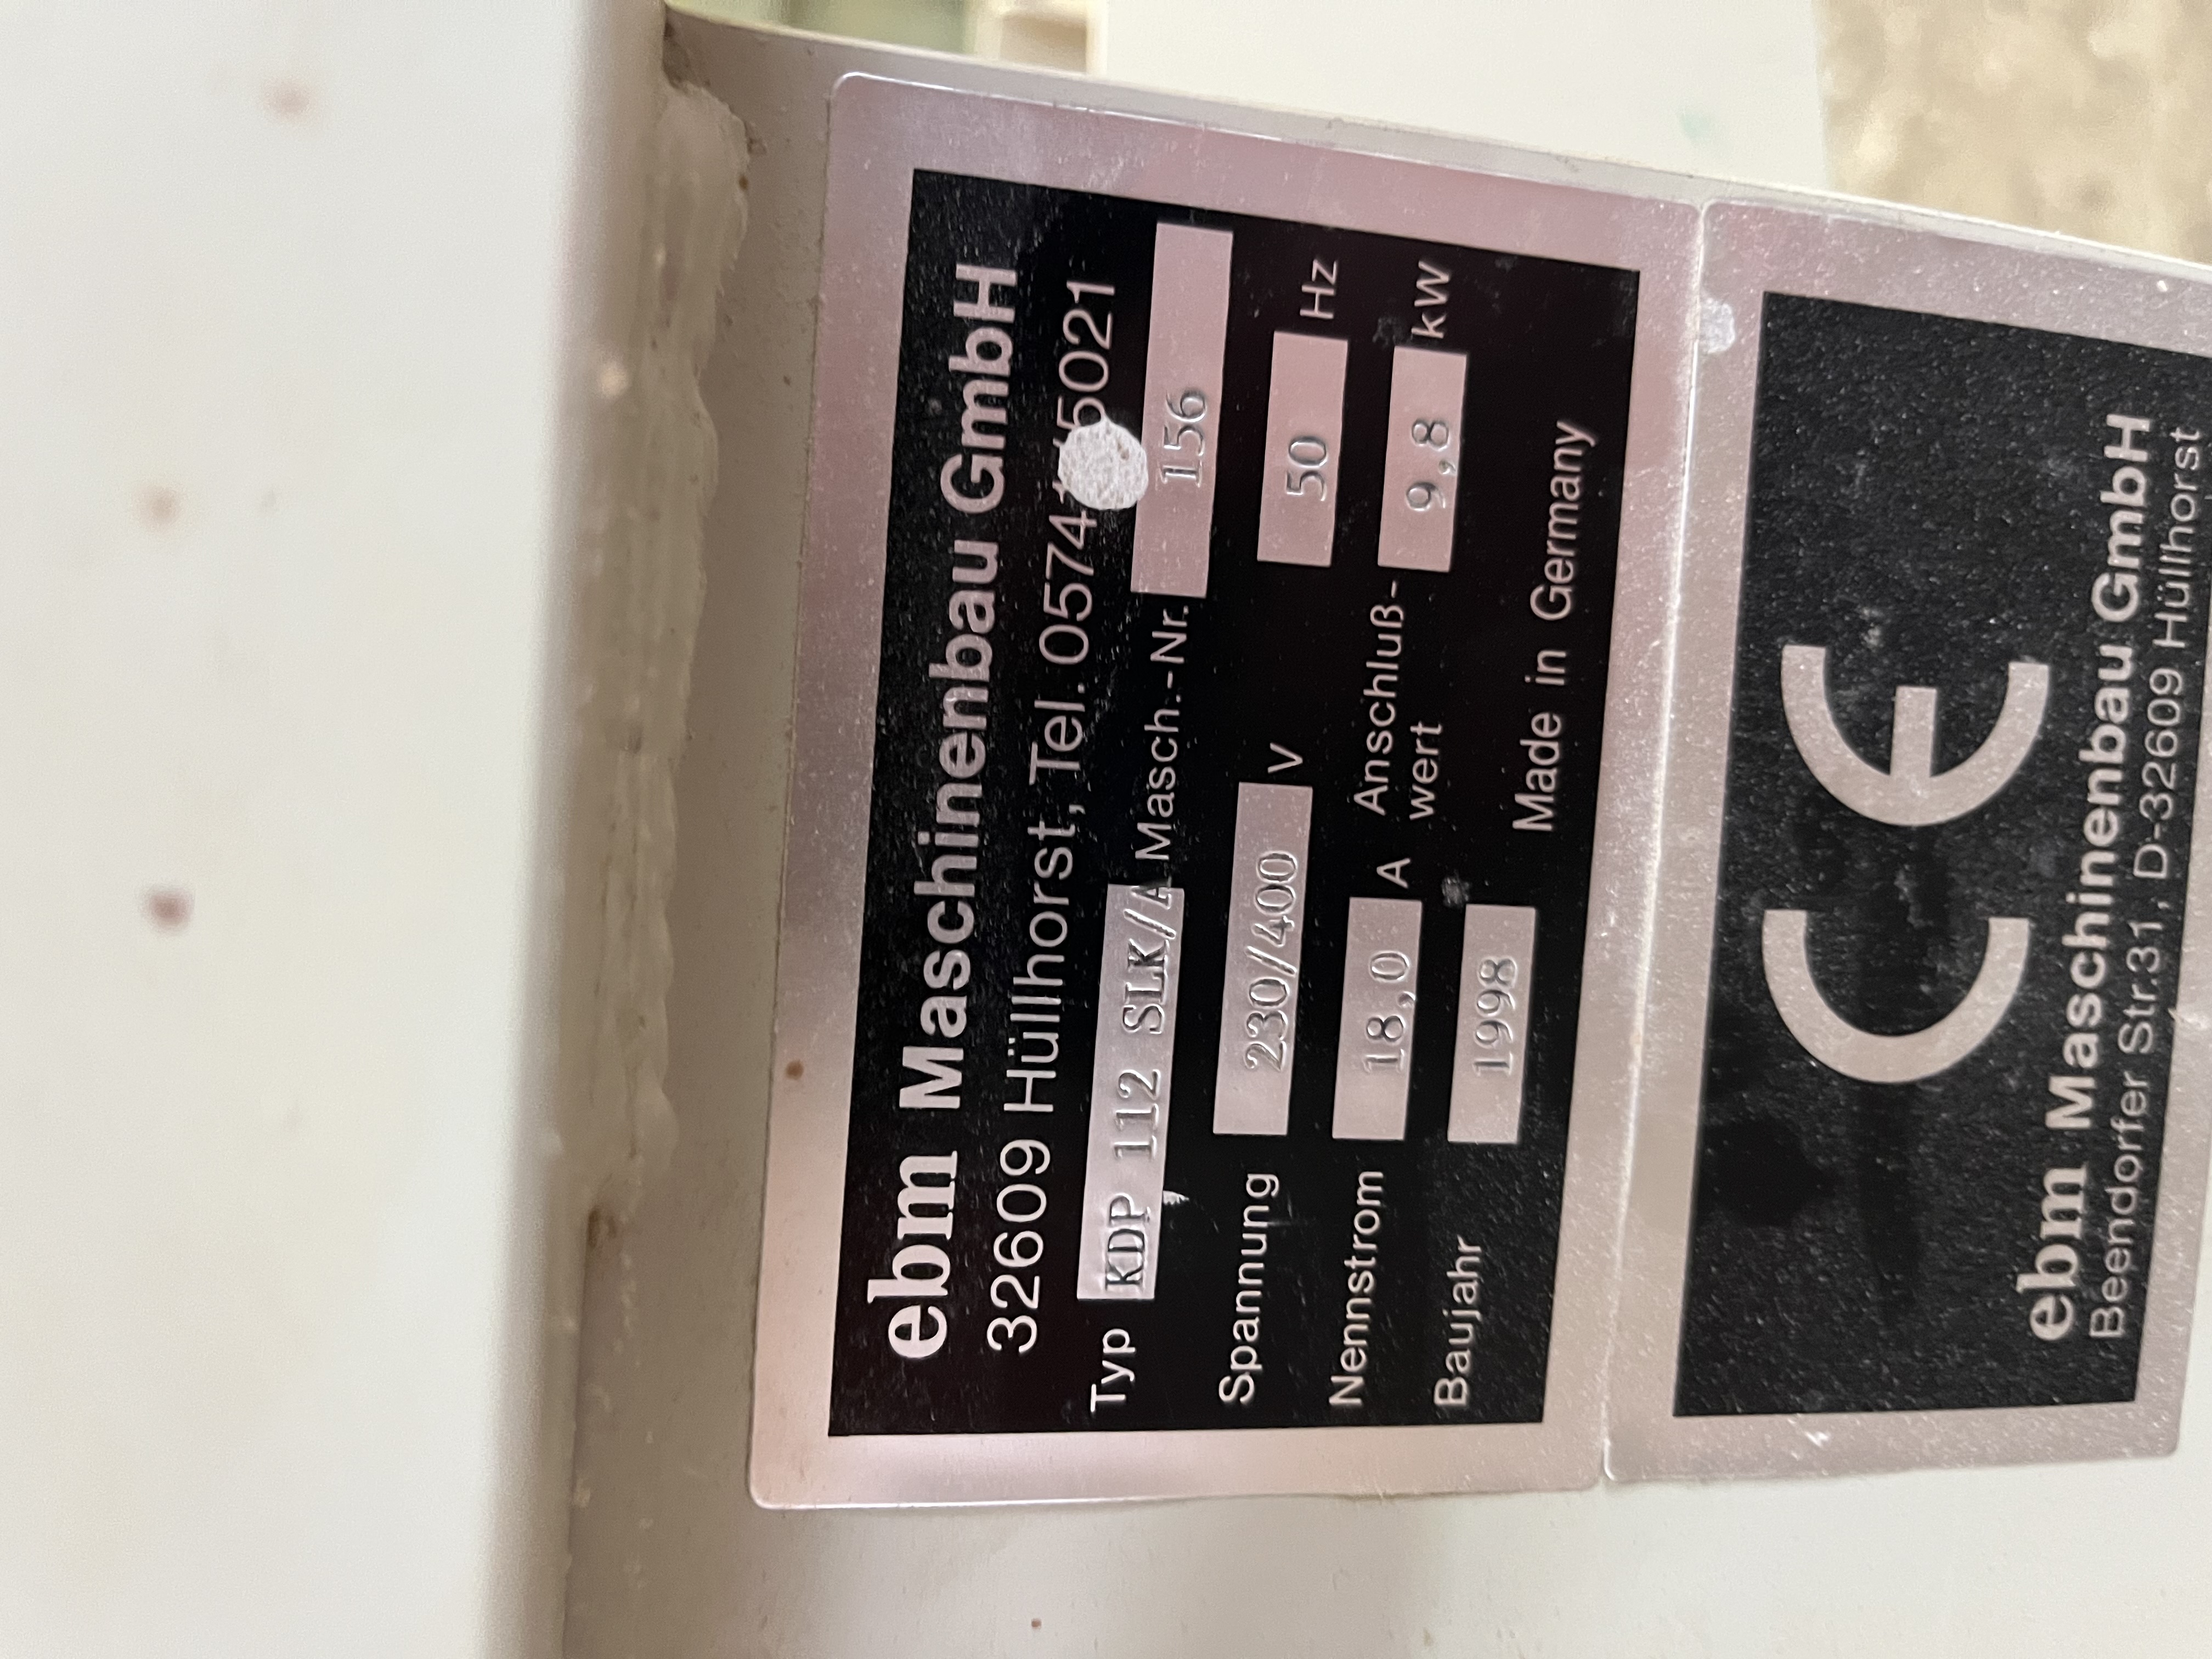 ebm Maschinenbau GmbH
32609 Hüllhorst, Tel. 05021
Typ KDP 112 SLK/A Masch.-Nr. 156
Spannung 230/400 V 50 Hz
Nennstrom 18,0 A Anschluß-wert 9,8 kW
Baujahr 1998
Made in Germany
CE
ebm Maschinenbau GmbH
Beendorfer Str.31, D-32609 Hüllhorst